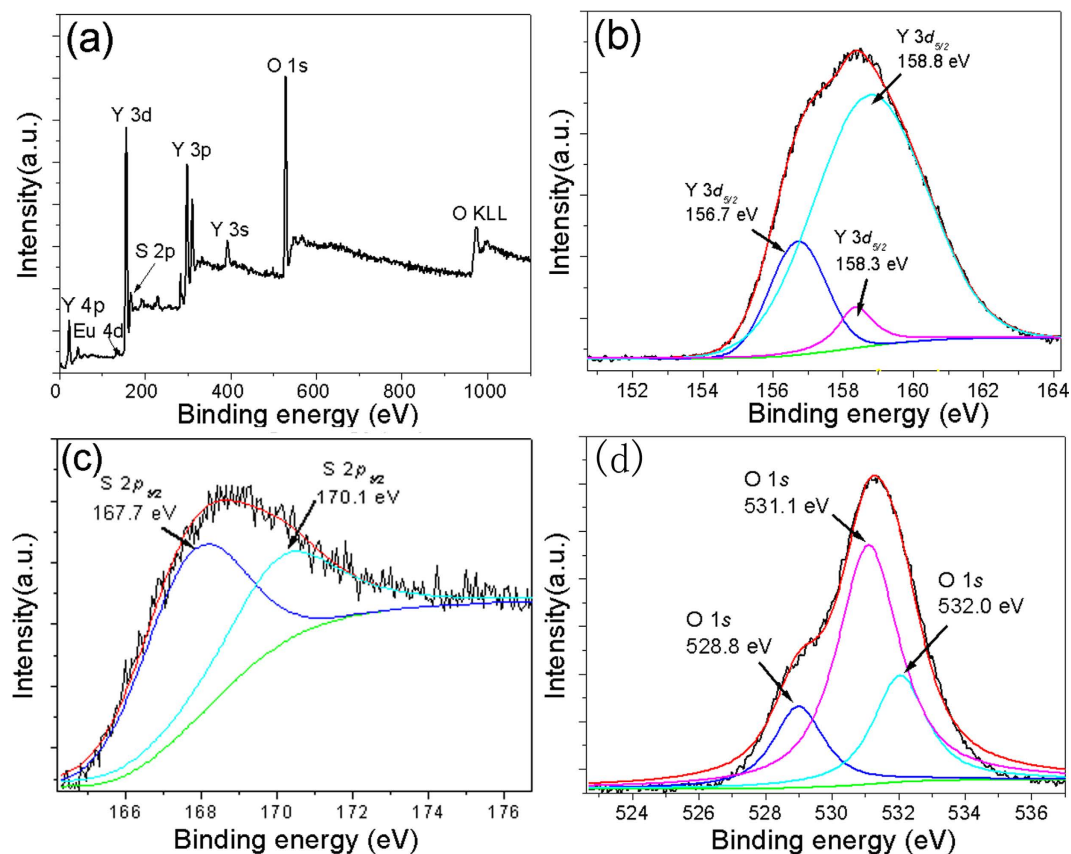 (a)
O 1s
Y 3d
Y 3p
O KLL
Y 3s
S 2p
Y 4p
Eu 4d
Intensity(a.u.)
0 200 400 600 800 1000
Binding energy (eV)
(b)
Y 3d5/2
158.8 eV
Y 3d5/2
156.7 eV
Y 3d5/2
158.3 eV
Intensity(a.u.)
152 154 156 158 160 162 164
Binding energy (eV)
(c)
S 2p
167.7 eV
S 2p
170.1 eV
Intensity(a.u.)
166 168 170 172 174 176
Binding energy (eV)
(d)
O 1s
531.1 eV
O 1s
532.0 eV
O 1s
528.8 eV
Intensity(a.u.)
524 526 528 530 532 534 536
Binding energy (eV)